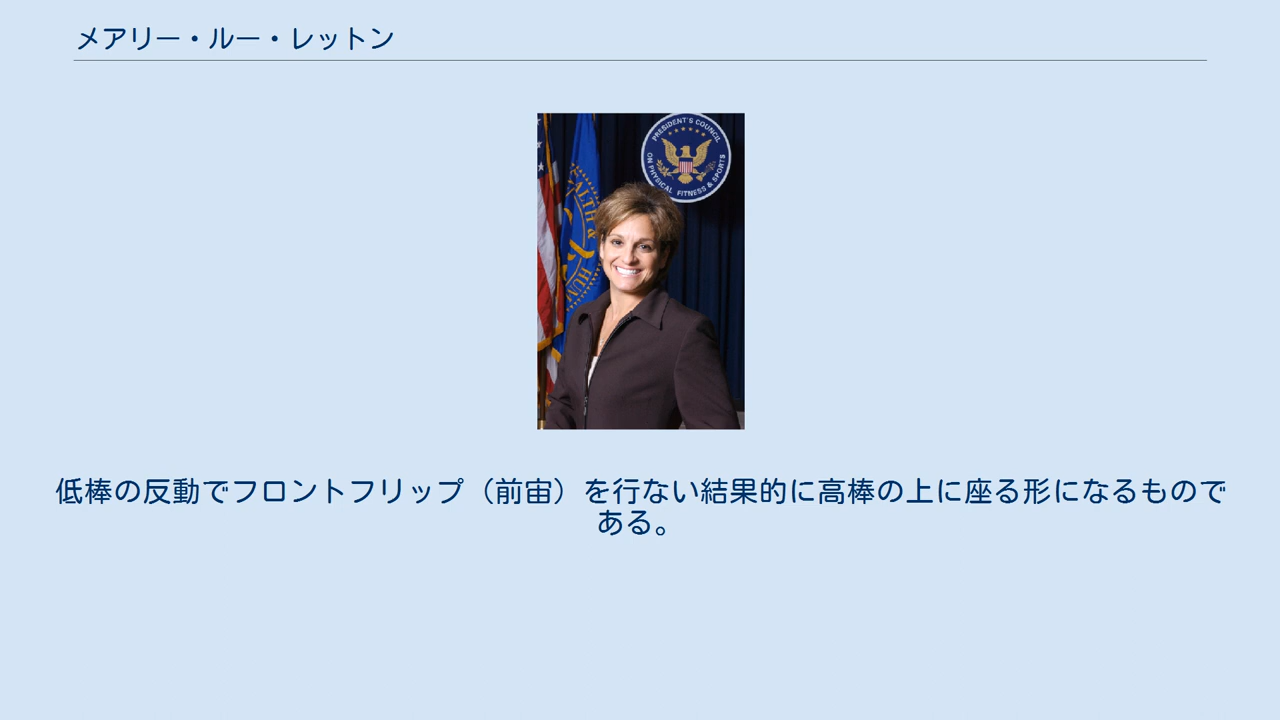 メアリー・ルー・レットン
PRESIDENT'S COUNCIL
ON PHYSICAL FITNESS & SPORTS
ALTH &
HUM
低棒の反動でフロントフリップ（前宙）を行ない結果的に高棒の上に座る形になるもので
ある。